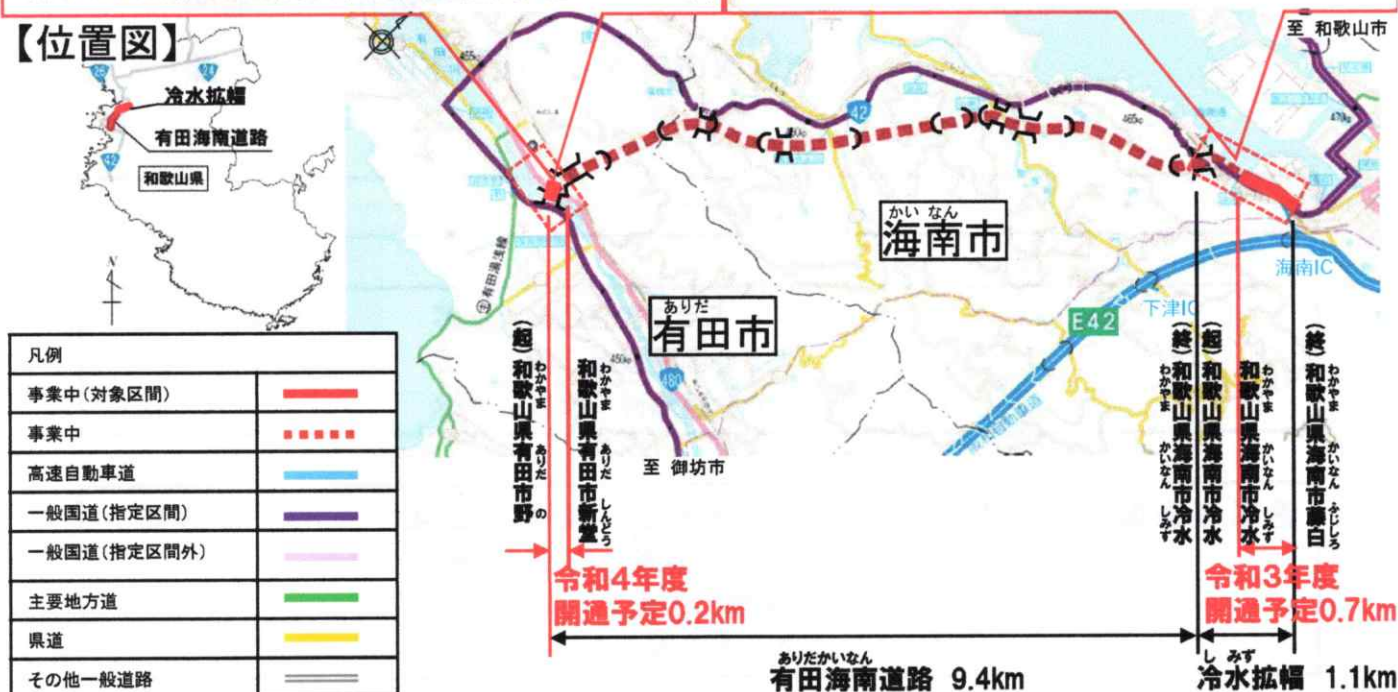 【位置図】
至 和歌山市
26
24
冷水拡幅
有田海南道路
42
和歌山県
N
42
かい なん
海南市
海南IC
下津IC
E42
ありだ
有田市
480
至 御坊市
有田湯浅線
凡例
事業中(対象区間)
事業中
高速自動車道
一般国道(指定区間)
一般国道(指定区間外)
主要地方道
県道
その他一般道路
(起)和歌山県有田市野
わかやま ありだ の
和歌山県有田市新堂
わかやま ありだ しんどう
(終)和歌山県海南市冷水
わかやま かいなん しみず
(起)和歌山県海南市冷水
和歌山県海南市冷水
わかやま かいなん しみず
(終)和歌山県海南市藤白
わかやま かいなん ふじしろ
令和4年度
開通予定0.2km
令和3年度
開通予定0.7km
ありだかいなん
有田海南道路 9.4km
しみず
冷水拡幅 1.1km